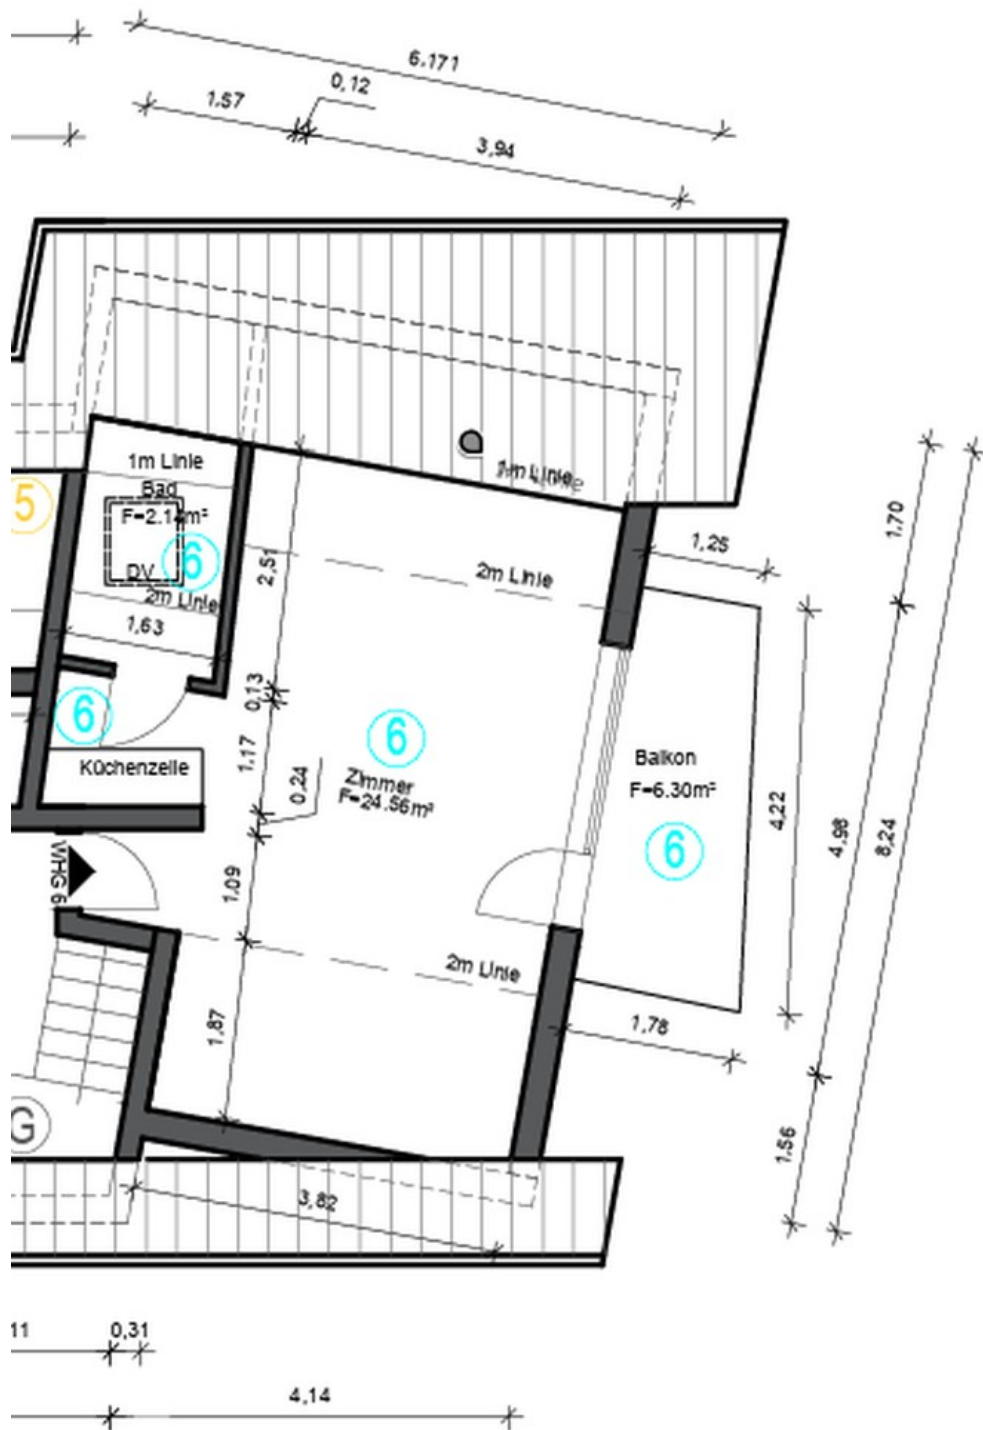 6.171
0,12
1,57
3,94
1m Linie
Bad
F=2.14m²
5
6
DV
2m Linie
1,63
1m Linie
2m Linie
1,25
1,70
2,51
0,13
6
1,17
Küchenzelle
0,24
6
Zimmer
F=24.56m²
Balkon
F=6.30m²
6
4,22
4,98
8,24
WHG 6
1,09
2m Linie
1,87
1,78
G
1,56
3,82
11
0,31
4,14